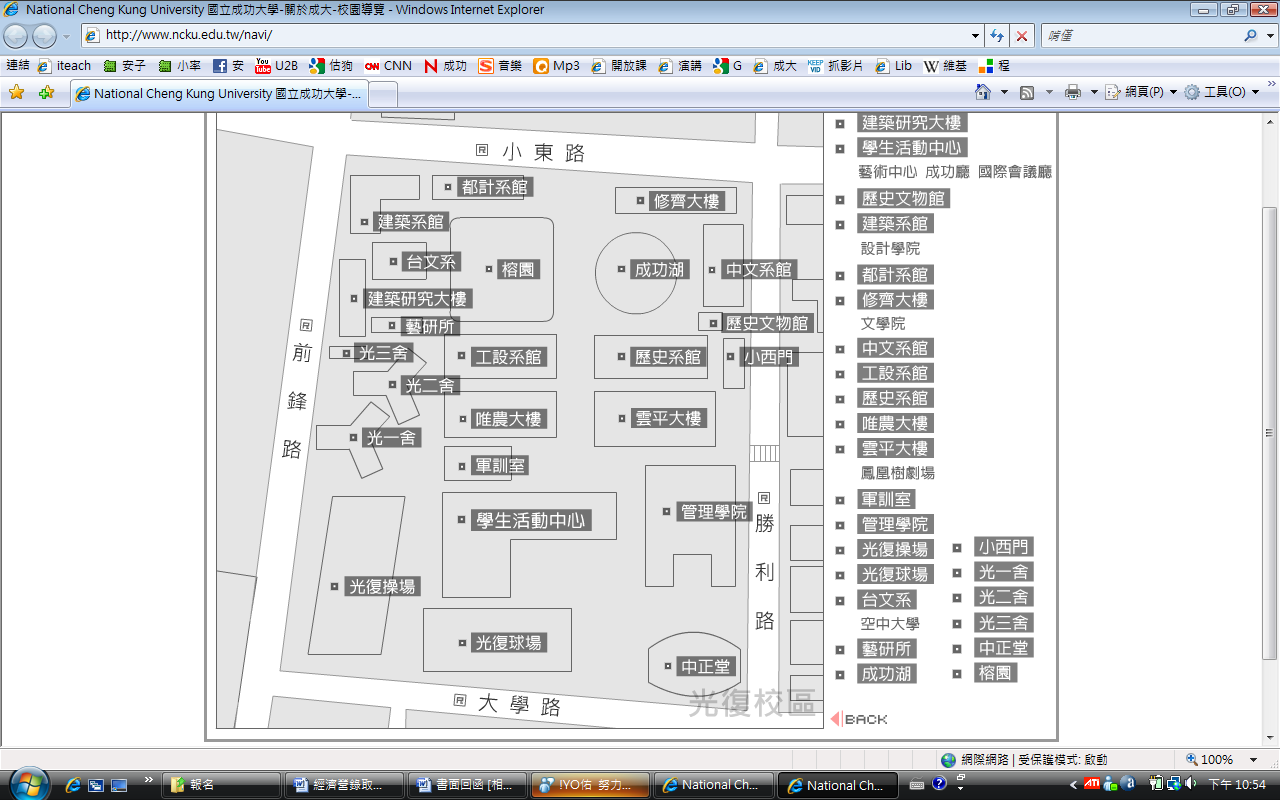 National Cheng Kung University 國立成功大學-關於成大-校園導覽 - Windows Internet Explorer
http://www.ncku.edu.tw/navi/
連結 iteach 安子 小率 安 U2B 估狗 CNN 成功 音樂 Mp3 開放課 演講 G 成大 抓影片 Lib 維基 程
National Cheng Kung University 國立成功大學-...
網頁(P) 工具(O)
小東路
都計系館
修齊大樓
建築系館
台文系
榕園
成功湖
中文系館
建築研究大樓
藝研所
歷史文物館
前鋒路
光三舍
工設系館
歷史系館
小西門
光二舍
唯農大樓
雲平大樓
光一舍
軍訓室
學生活動中心
管理學院
勝利路
光復操場
光復球場
中正堂
大學路
光復校區
建築研究大樓
學生活動中心
藝術中心 成功廳 國際會議廳
歷史文物館
建築系館
設計學院
都計系館
修齊大樓
文學院
中文系館
工設系館
歷史系館
唯農大樓
雲平大樓
鳳凰樹劇場
軍訓室
管理學院
光復操場
小西門
光復球場
光一舍
台文系
光二舍
空中大學
光三舍
藝研所
中正堂
成功湖
榕園
BACK
網際網路 | 受保護模式: 啟動
100%
報名
經濟營錄取...
書面回函 [相...
!YO佑 努力...
National Ch...
National Ch...
下午 10:54